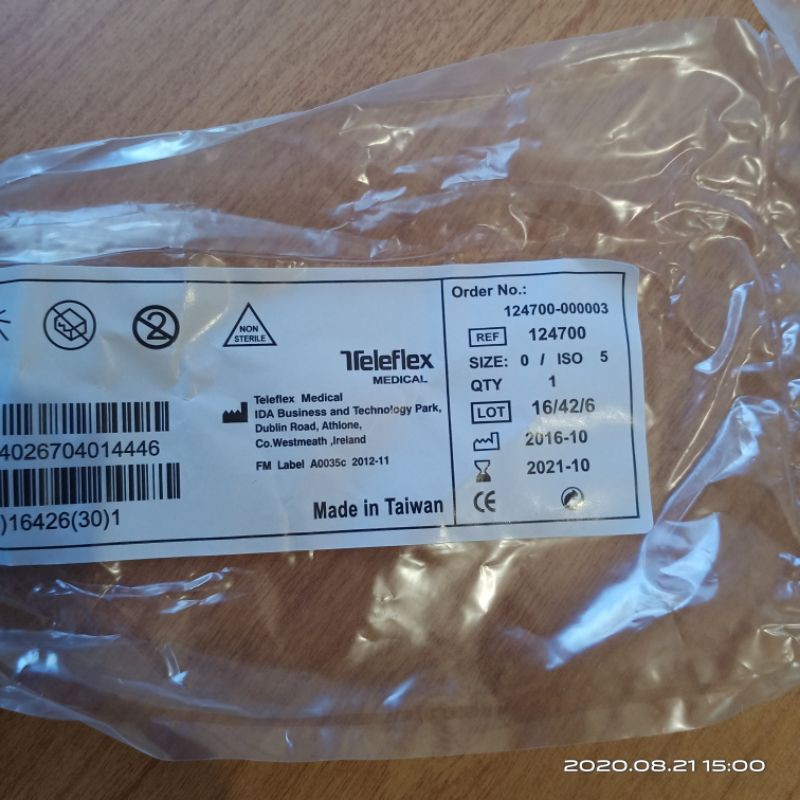 2
NON
STERILE
Teleflex
MEDICAL
Teleflex Medical
IDA Business and Technology Park,
Dublin Road, Athlone,
Co.Westmeath ,Ireland
FM Label A0035c 2012-11
Made in Taiwan
4026704014446
)16426(30)1
Order No.:
124700-000003
REF 124700
SIZE: 0 / ISO 5
QTY 1
LOT 16/42/6
2016-10
2021-10
CE
2020.08.21 15:00